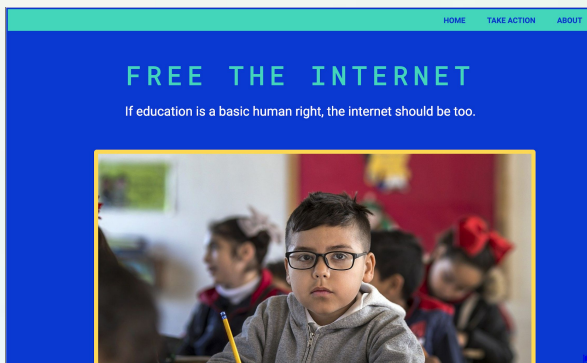 HOME TAKE ACTION ABOUT
FREE THE INTERNET
If education is a basic human right, the internet should be too.